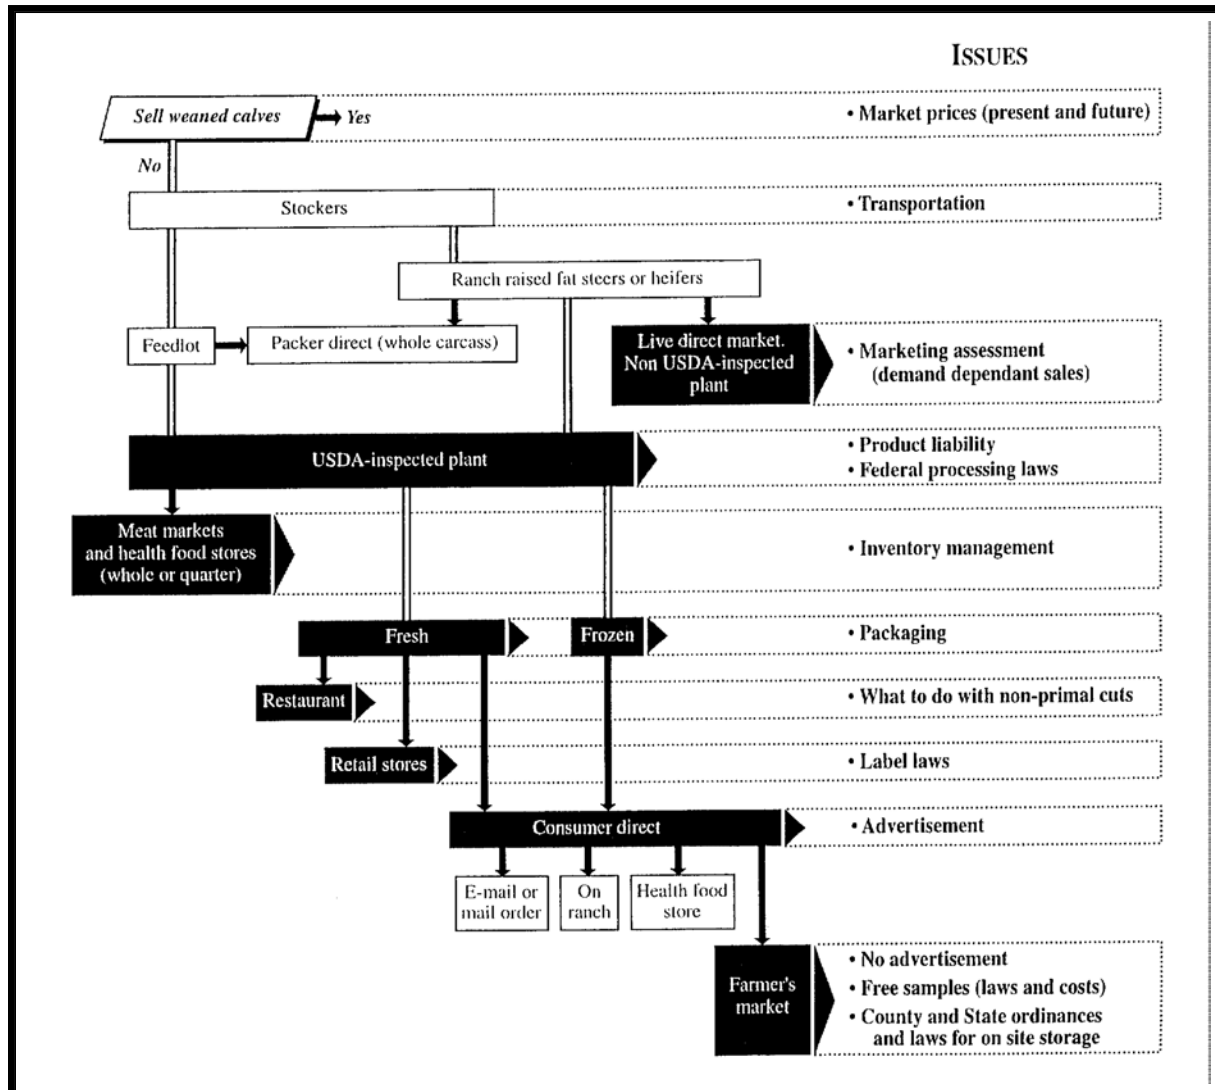 ISSUES
Sell weaned calves
Yes
• Market prices (present and future)
No
Stockers
• Transportation
Ranch raised fat steers or heifers
Feedlot
Packer direct (whole carcass)
Live direct market.
Non USDA-inspected
plant
• Marketing assessment
(demand dependant sales)
USDA-inspected plant
• Product liability
• Federal processing laws
Meat markets
and health food stores
(whole or quarter)
• Inventory management
Fresh
Frozen
• Packaging
Restaurant
• What to do with non-primal cuts
Retail stores
• Label laws
Consumer direct
• Advertisement
E-mail or
mail order
On
ranch
Health food
store
Farmer's
market
• No advertisement
• Free samples (laws and costs)
• County and State ordinances
and laws for on site storage